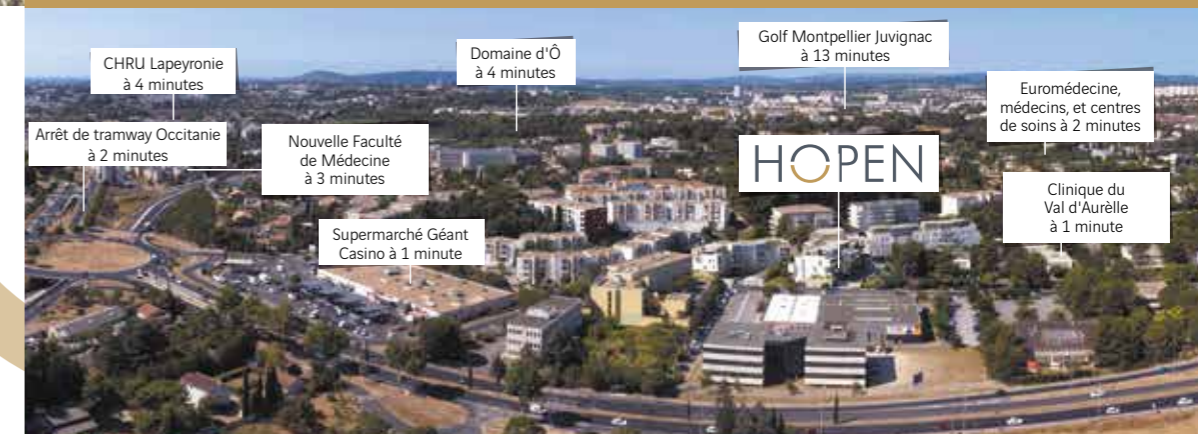 CHRU Lapeyronie
à 4 minutes
Domaine d'Ô
à 4 minutes
Golf Montpellier Juvignac
à 13 minutes
Euromédecine,
médecins, et centres
de soins à 2 minutes
Arrêt de tramway Occitanie
à 2 minutes
Nouvelle Faculté
de Médecine
à 3 minutes
HOPEN
Clinique du
Val d'Aurèlle
à 1 minute
Supermarché Géant
Casino à 1 minute